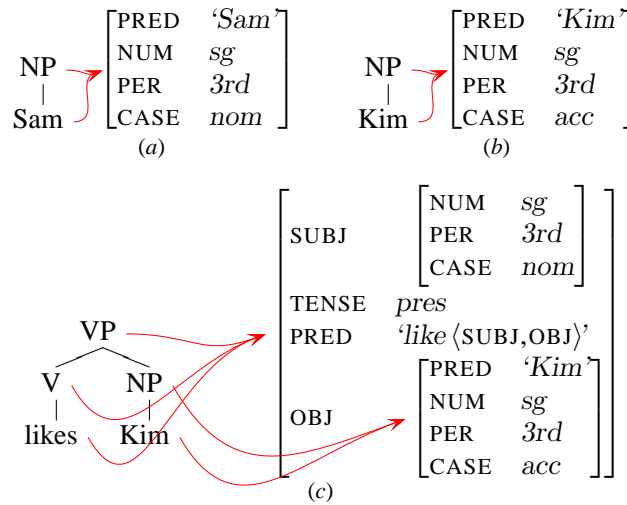 PRED ‘Sam’
NUM sg
NP PER 3rd
Sam CASE nom
(a)
PRED ‘Kim’
NUM sg
NP PER 3rd
Kim CASE acc
(b)
NUM sg
SUBJ PER 3rd
CASE nom
TENSE pres
VP PRED ‘like⟨SUBJ,OBJ⟩’
PRED ‘Kim’
V NP NUM sg
likes Kim OBJ PER 3rd
CASE acc
(c)